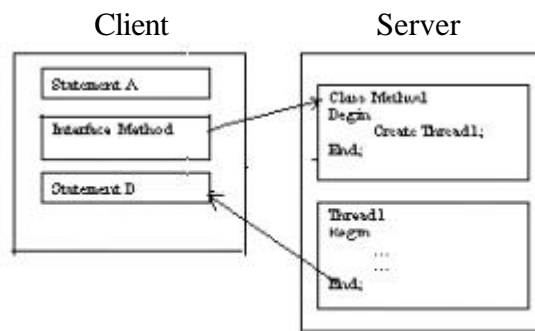 Client
Server
Statement A
Interface Method
Statement D
Class Method1
Begin
Create Thread1;
End;
Thread1
Begin
...
...
End;